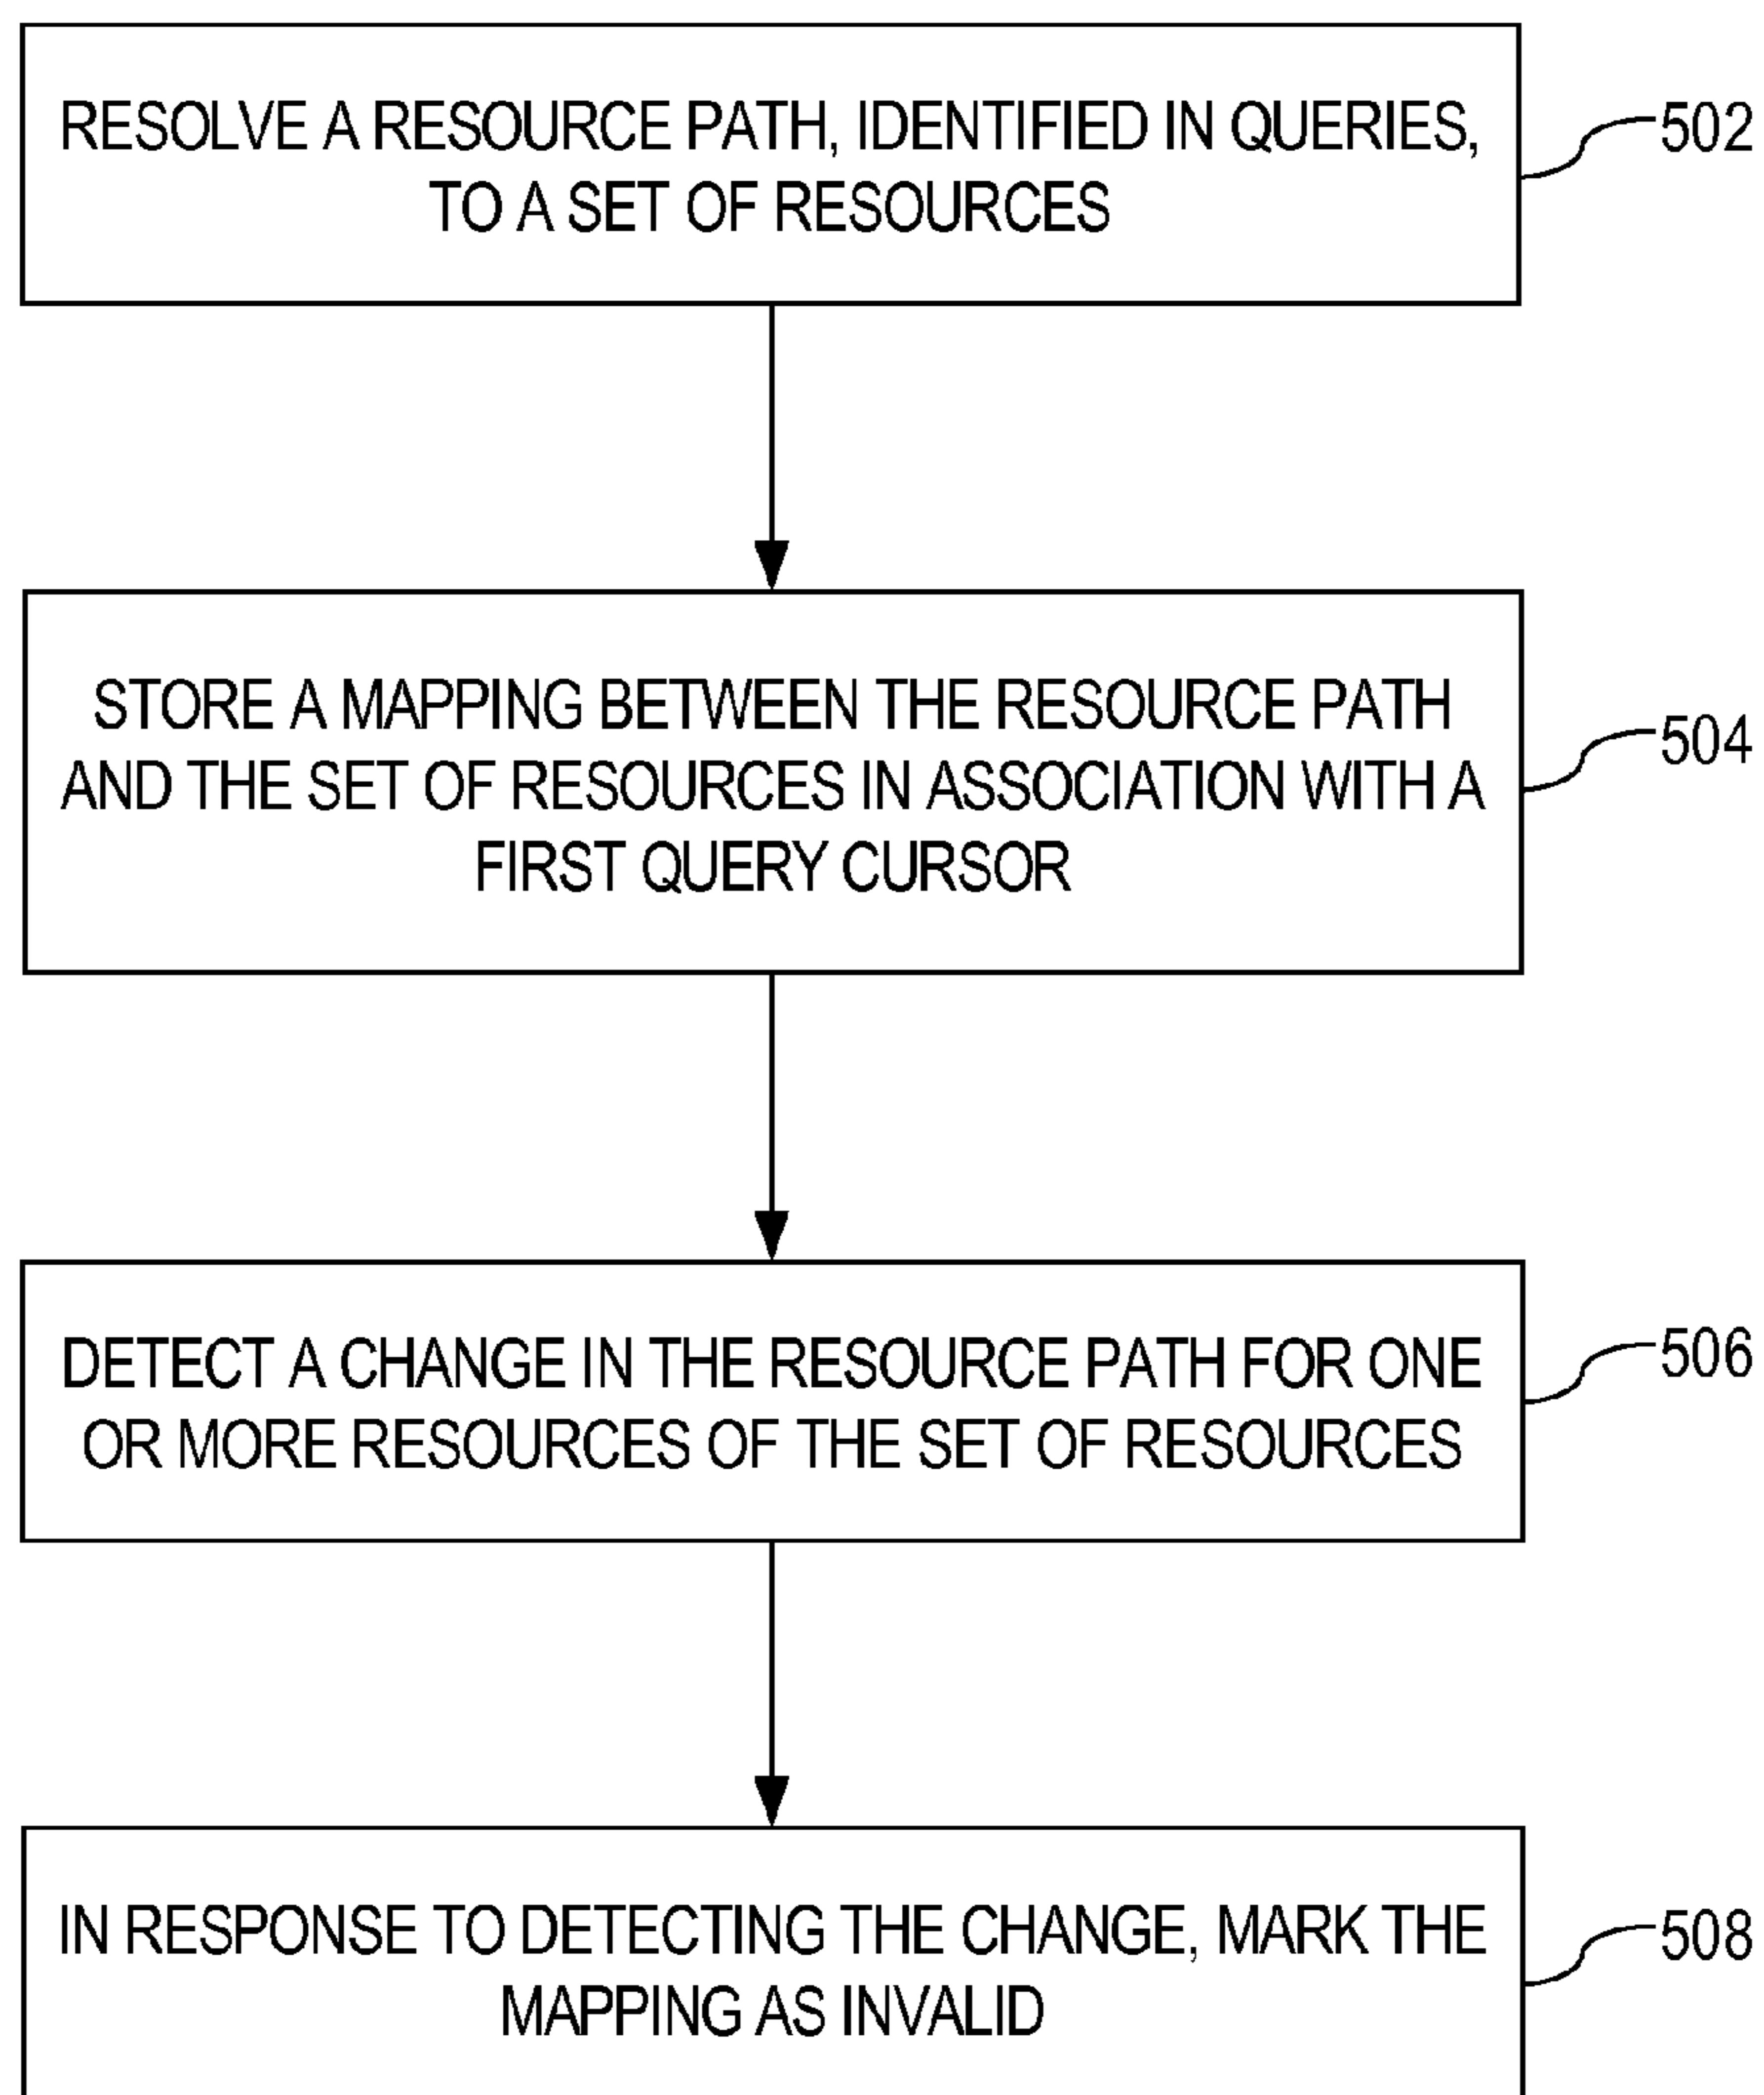 RESOLVE A RESOURCE PATH, IDENTIFIED IN QUERIES,
TO A SET OF RESOURCES
502
STORE A MAPPING BETWEEN THE RESOURCE PATH
AND THE SET OF RESOURCES IN ASSOCIATION WITH A
FIRST QUERY CURSOR
504
DETECT A CHANGE IN THE RESOURCE PATH FOR ONE
OR MORE RESOURCES OF THE SET OF RESOURCES
506
IN RESPONSE TO DETECTING THE CHANGE, MARK THE
MAPPING AS INVALID
508